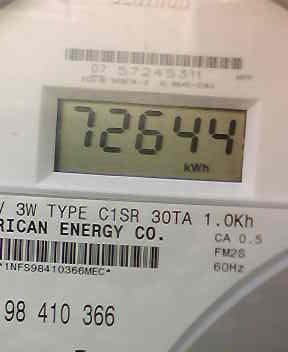 07 57245311
72644
kWh
V 3W TYPE C1SR 30TA 1.0Kh
RICAN ENERGY CO.
CA 0.5
FM2S
60Hz
*1NFS98410366MEC*
98 410 366